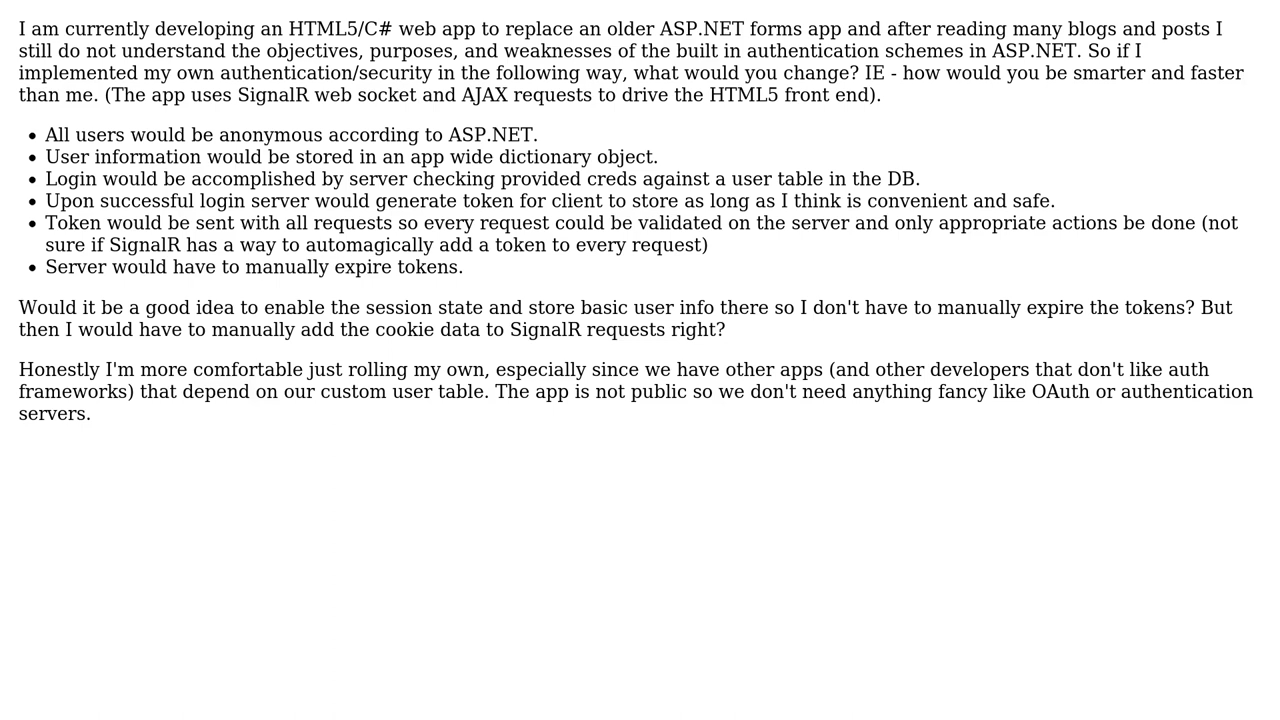 I am currently developing an HTML5/C# web app to replace an older ASP.NET forms app and after reading many blogs and posts I
still do not understand the objectives, purposes, and weaknesses of the built in authentication schemes in ASP.NET. So if I
implemented my own authentication/security in the following way, what would you change? IE - how would you be smarter and faster
than me. (The app uses SignalR web socket and AJAX requests to drive the HTML5 front end).
• All users would be anonymous according to ASP.NET.
• User information would be stored in an app wide dictionary object.
• Login would be accomplished by server checking provided creds against a user table in the DB.
• Upon successful login server would generate token for client to store as long as I think is convenient and safe.
• Token would be sent with all requests so every request could be validated on the server and only appropriate actions be done (not
sure if SignalR has a way to automagically add a token to every request)
• Server would have to manually expire tokens.
Would it be a good idea to enable the session state and store basic user info there so I don't have to manually expire the tokens? But
then I would have to manually add the cookie data to SignalR requests right?
Honestly I'm more comfortable just rolling my own, especially since we have other apps (and other developers that don't like auth
frameworks) that depend on our custom user table. The app is not public so we don't need anything fancy like OAuth or authentication
servers.